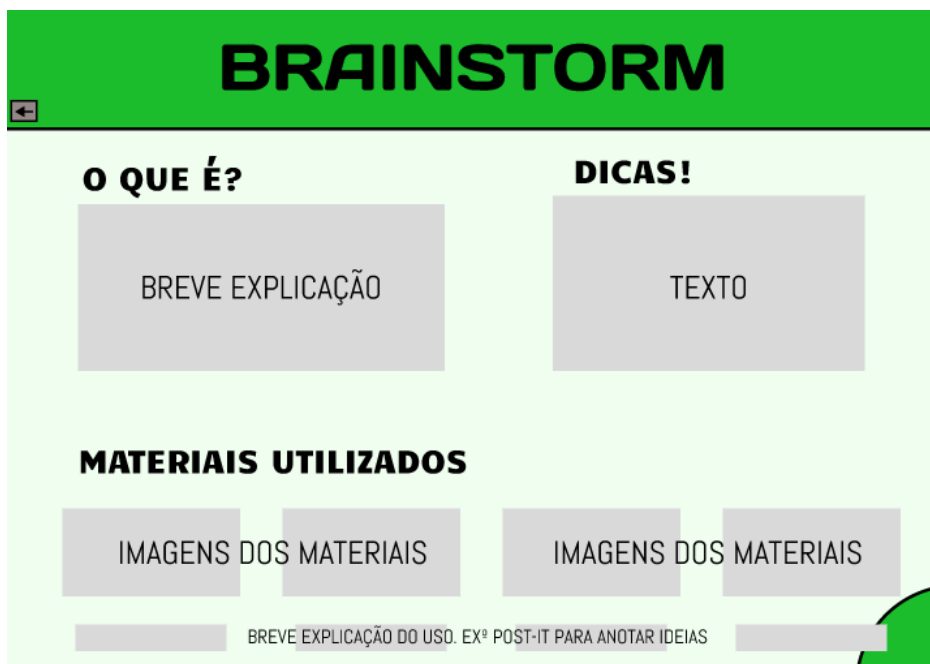 BRAINSTORM
O QUE É?
DICAS!
BREVE EXPLICAÇÃO
TEXTO
MATERIAIS UTILIZADOS
IMAGENS DOS MATERIAIS
IMAGENS DOS MATERIAIS
BREVE EXPLICAÇÃO DO USO. EXº POST-IT PARA ANOTAR IDEIAS